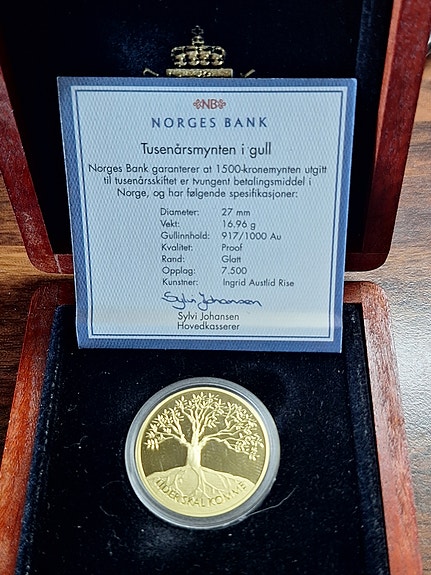 NB
NORGES BANK
Tusenårsmynten i gull
Norges Bank garanterer at 1500-kronemynten utgitt
til tusenårsskiftet er tvungent betalingsmiddel i
Norge, og har følgende spesifikasjoner:
Diameter: 27 mm
Vekt: 16.96 g
Gullinnhold: 917/1000 Au
Kvalitet: Proof
Rand: Glatt
Opplag: 7.500
Kunstner: Ingrid Austlid Rise
Sylvi Johansen
Sylvi Johansen
Hovedkasserer
TIDER SKAL KOMME